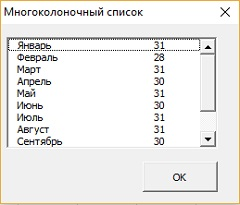 Многоколоночный список
Январь 31
Февраль 28
Март 31
Апрель 30
Май 31
Июнь 30
Июль 31
Август 31
Сентябрь 30
OK